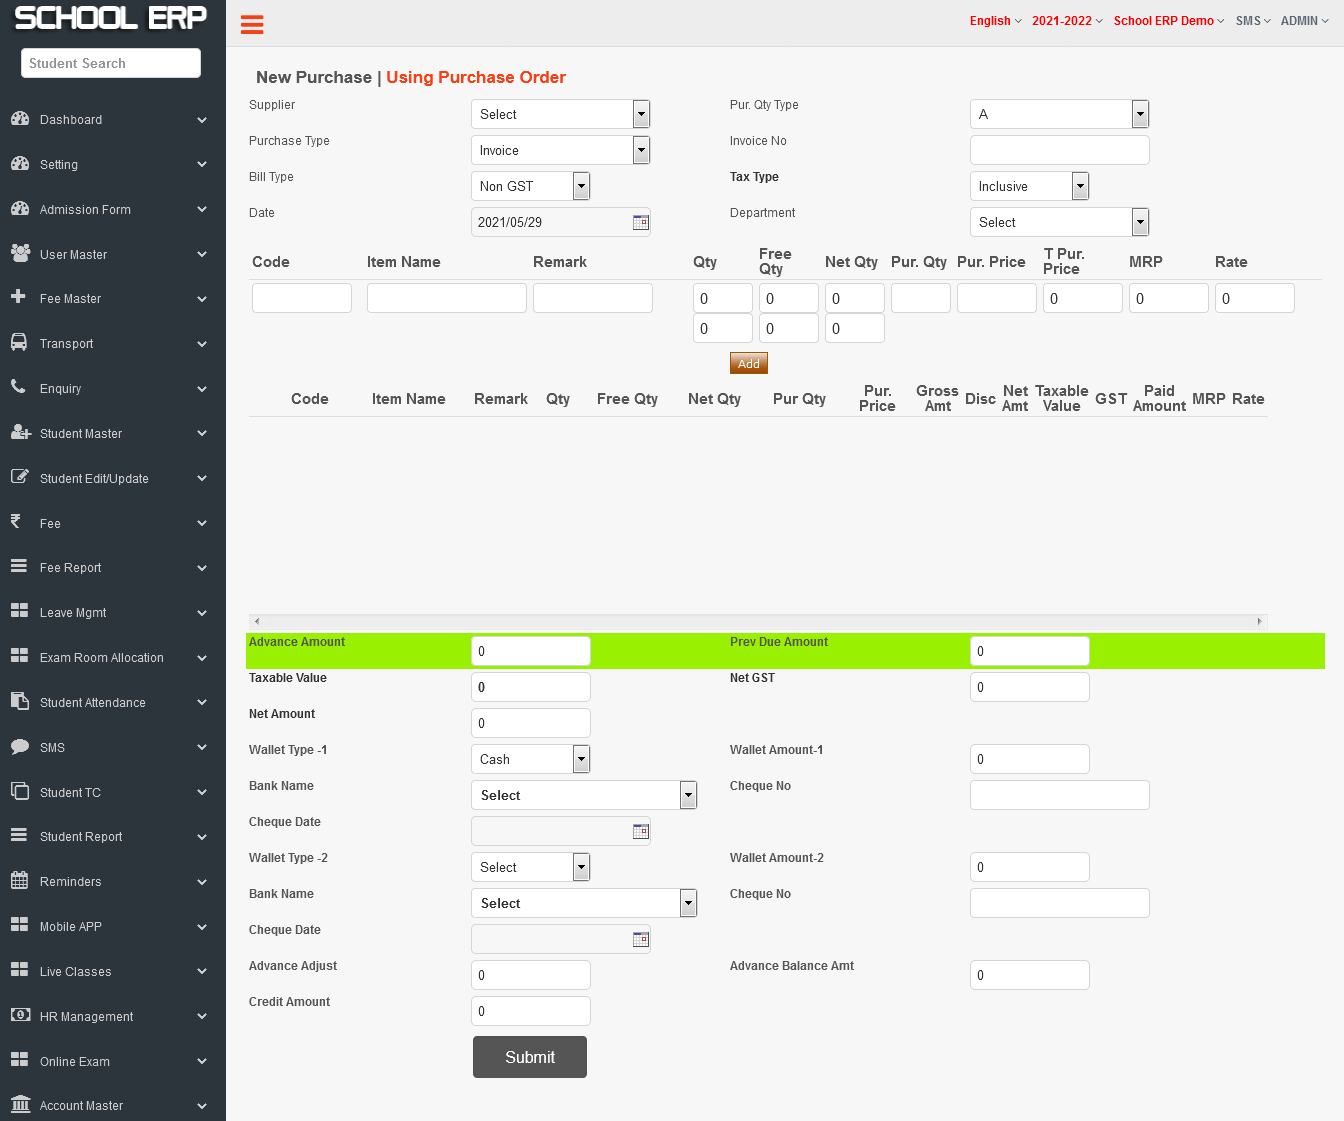 SCHOOL ERP
Student Search
Dashboard
Setting
Admission Form
User Master
Fee Master
Transport
Enquiry
Student Master
Student Edit/Update
Fee
Fee Report
Leave Mgmt
Exam Room Allocation
Student Attendance
SMS
Student TC
Student Report
Reminders
Mobile APP
Live Classes
HR Management
Online Exam
Account Master
English 2021-2022 School ERP Demo SMS ADMIN
New Purchase | Using Purchase Order
Supplier Select Pur. Qty Type A
Purchase Type Invoice Invoice No
Bill Type Non GST Tax Type Inclusive
Date 2021/05/29 Department Select
Code Item Name Remark Qty Free Qty Net Qty Pur. Qty Pur. Price T Pur. Price MRP Rate
0 0 0 0 0 0
0 0 0
Add
Code Item Name Remark Qty Free Qty Net Qty Pur Qty Pur. Price Gross Amt Disc Net Amt Taxable Value GST Paid Amount MRP Rate
Advance Amount 0 Prev Due Amount 0
Taxable Value 0 Net GST 0
Net Amount 0
Wallet Type -1 Cash Wallet Amount-1 0
Bank Name Select Cheque No
Cheque Date
Wallet Type -2 Select Wallet Amount-2 0
Bank Name Select Cheque No
Cheque Date
Advance Adjust 0 Advance Balance Amt 0
Credit Amount 0
Submit